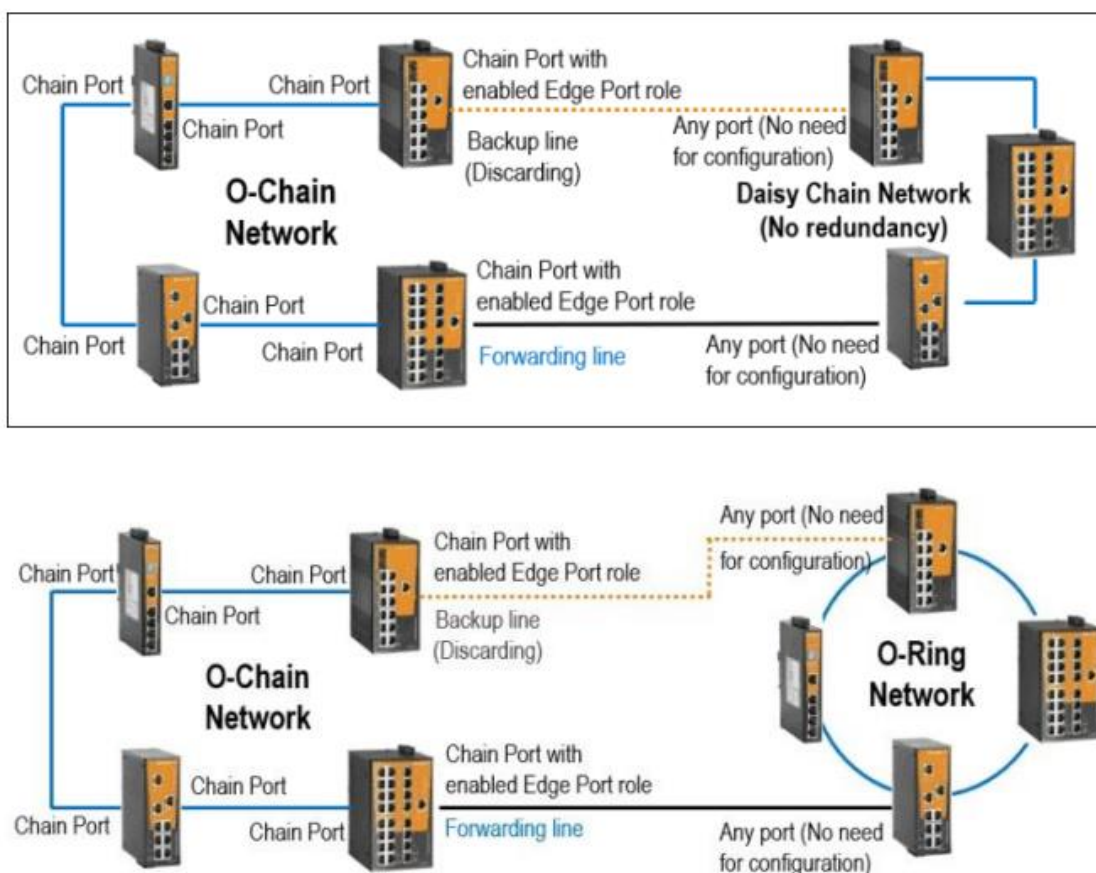 Chain Port
Chain Port
Chain Port with
enabled Edge Port role
Chain Port
Backup line
(Discarding)
Any port (No need
for configuration)
O-Chain
Network
Daisy Chain Network
(No redundancy)
Chain Port with
enabled Edge Port role
Chain Port
Chain Port
Chain Port
Forwarding line
Any port (No need
for configuration)
Any port (No need
for configuration)
Chain Port with
enabled Edge Port role
Chain Port
Chain Port
Chain Port
Backup line
(Discarding)
O-Chain
Network
O-Ring
Network
Chain Port with
enabled Edge Port role
Chain Port
Chain Port
Chain Port
Forwarding line
Any port (No need
for configuration)